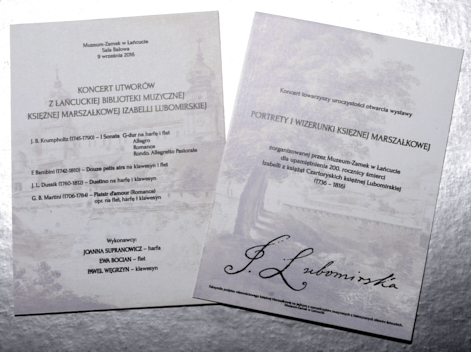 Muzeum-Zamek w Łańcucie
Sala Balowa
9 września 2016
KONCERT UTWORÓW
Z ŁAŃCUCKIEJ BIBLIOTEKI MUZYCZNEJ
KSIĘŻNEJ MARSZAŁKOWEJ IZABELLI LUBOMIRSKIEJ
J. B. Krumpholtz (1745-1790) – I Sonata G-dur na harfę i flet
Allegro
Romance
Rondo. Allegretto Pastorale
F. Bambini (1742-1810) – Douze petits airs na klawesyn i flet
J. L. Dussik (1760-1812) – Duetino na harfę i klawesyn
G. B. Martini (1706-1784) – Plaisir d'amour (Romance)
opr. na flet, harfę i klawesyn
Wykonawcy:
JOANNA SUPRANOWICZ – harfa
EWA BOCIAN – flet
PAWEŁ WĘGRZYN – klawesyn
Koncert towarzyszy uroczystości otwarcia wystawy
PORTRETY I WIZERUNKI KSIĘŻNEJ MARSZAŁKOWEJ
zorganizowanej przez Muzeum-Zamek w Łańcucie
dla upamiętnienia 200. rocznicy śmierci
Izabelli z książąt Czartoryskich księżnej Lubomirskiej
(1736 – 1816)
I. Lubomirska